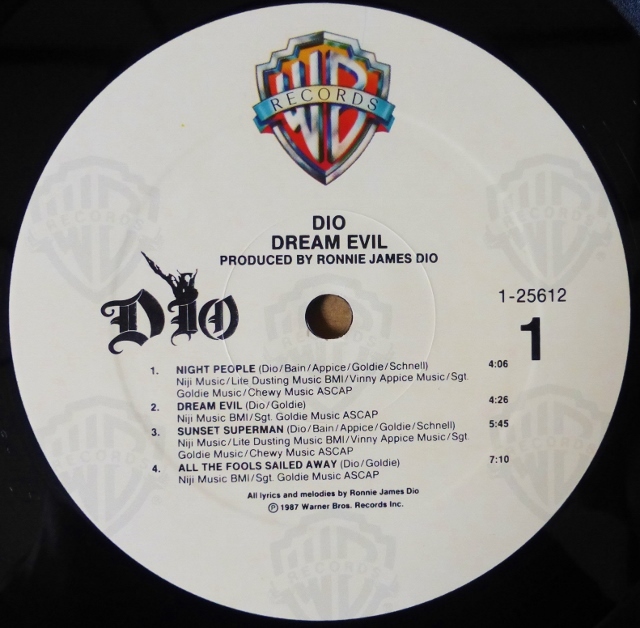 WB
RECORDS
DIO
DREAM EVIL
PRODUCED BY RONNIE JAMES DIO
DIO
1-25612
1
1. NIGHT PEOPLE (Dio/Bain/Appice/Goldie/Schnell) 4:06
Niji Music/Lite Dusting Music BMI/Vinny Appice Music/Sgt.
Goldie Music/Chewy Music ASCAP
2. DREAM EVIL (Dio/Goldie) 4:26
Niji Music BMI/Sgt. Goldie Music ASCAP
3. SUNSET SUPERMAN (Dio/Bain/Appice/Goldie/Schnell) 5:45
Niji Music/Lite Dusting Music BMI/Vinny Appice Music/Sgt.
Goldie Music/Chewy Music ASCAP
4. ALL THE FOOLS SAILED AWAY (Dio/Goldie) 7:10
Niji Music BMI/Sgt. Goldie Music ASCAP
All lyrics and melodies by Ronnie James Dio
℗ 1987 Warner Bros. Records Inc.